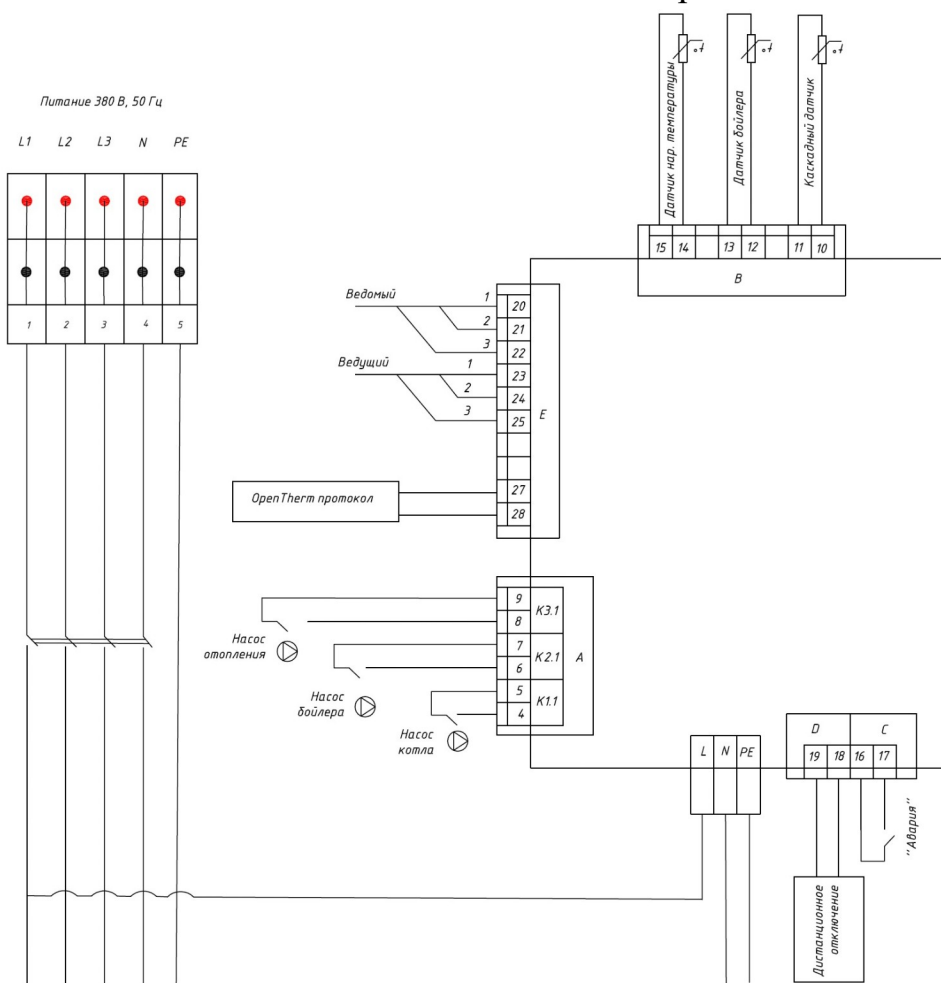 Питание 380 В, 50 Гц
L1 L2 L3 N PE
1 2 3 4 5
Датчик нар. температуры
Датчик бойлера
Каскадный датчик
°t
°t
°t
15 14 13 12 11 10
B
Ведомый
1 20
2 21
3 22
Ведущий
1 23
2 24
3 25
E
OpenTherm протокол
27
28
9
8
K3.1
7
6
K2.1
5
4
K1.1
A
Насос
отопления
Насос
бойлера
Насос
котла
L N PE
D C
19 18 16 17
"Авария"
Дистанционное
отключение